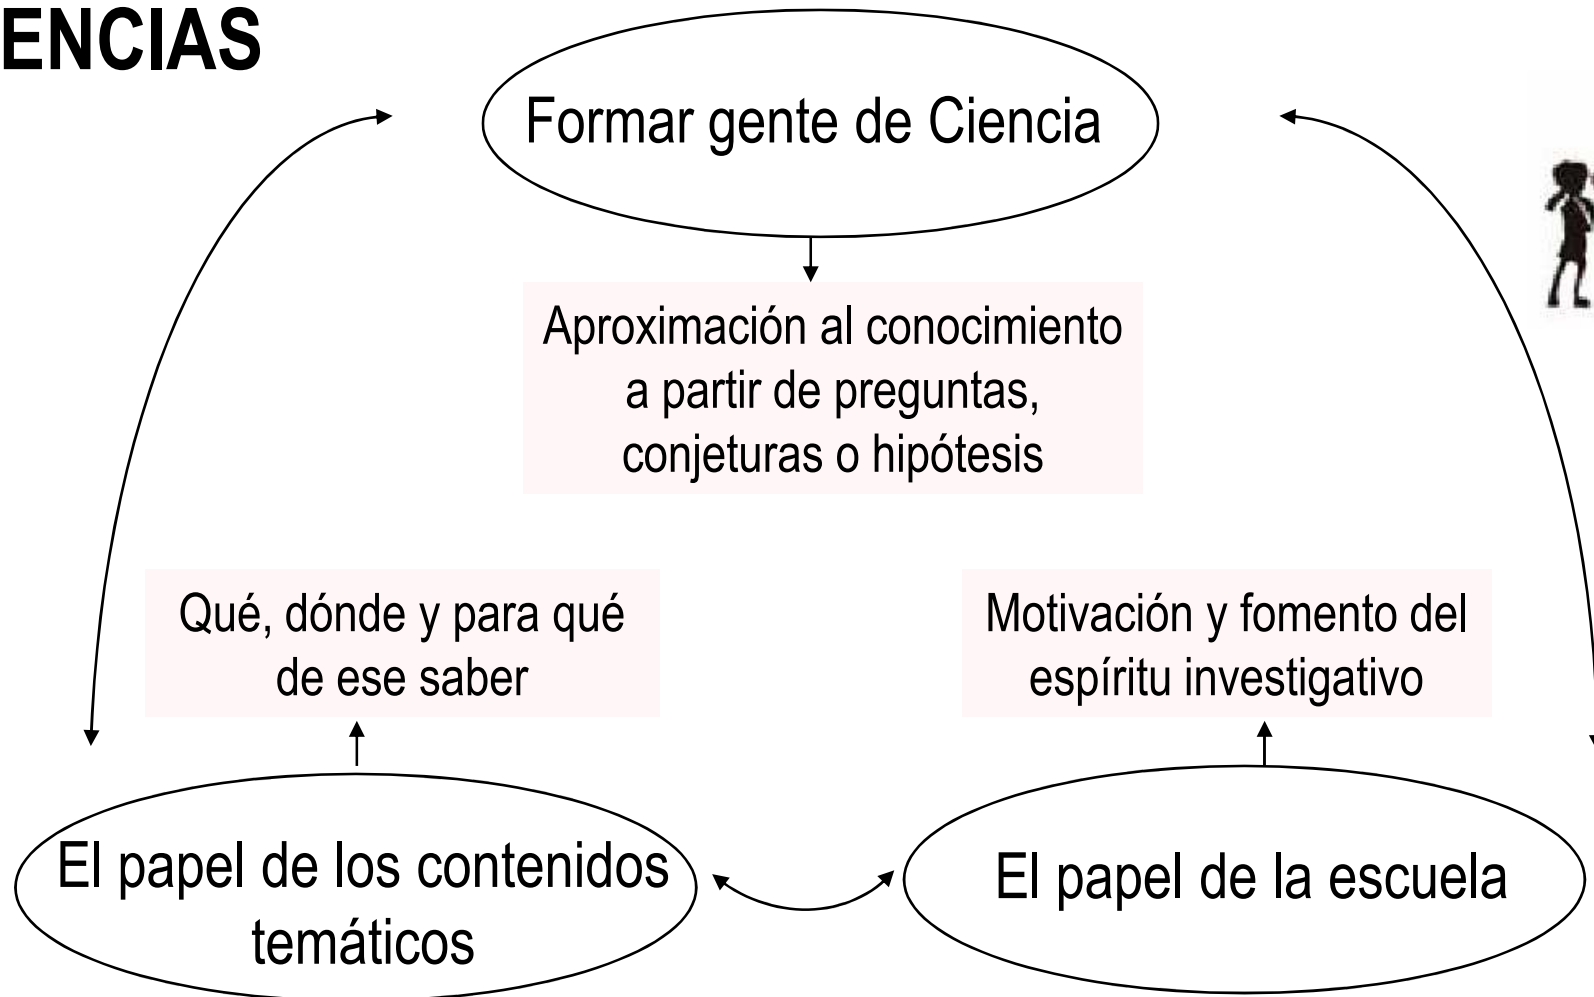 ENCIAS
Formar gente de Ciencia
Aproximación al conocimiento
a partir de preguntas,
conjeturas o hipótesis
Qué, dónde y para qué
de ese saber
Motivación y fomento del
espíritu investigativo
El papel de los contenidos
temáticos
El papel de la escuela